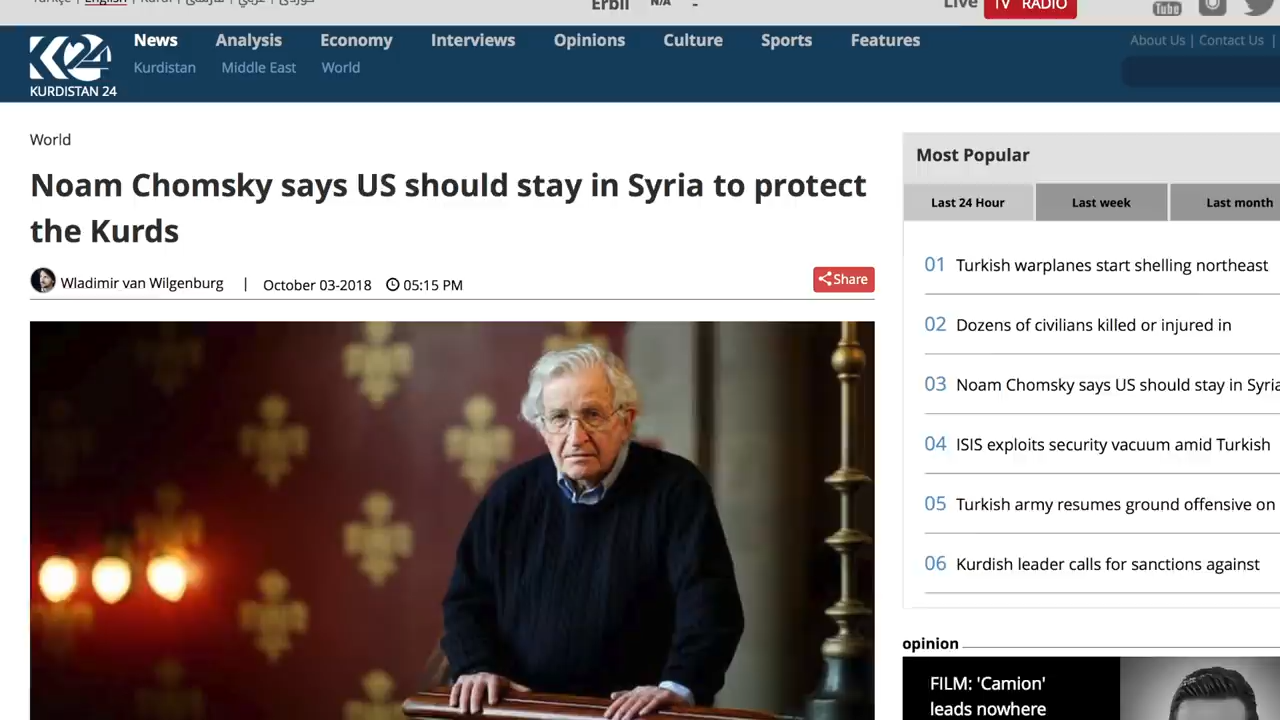 English
Erbil N/A -
Live TV RADIO
You Tube
K24
KURDISTAN 24
News Analysis Economy Interviews Opinions Culture Sports Features
Kurdistan Middle East World
About Us | Contact Us |
World
Noam Chomsky says US should stay in Syria to protect
the Kurds
Wladimir van Wilgenburg | October 03-2018 05:15 PM
Share
Most Popular
Last 24 Hour Last week Last month
01 Turkish warplanes start shelling northeast
02 Dozens of civilians killed or injured in
03 Noam Chomsky says US should stay in Syria
04 ISIS exploits security vacuum amid Turkish
05 Turkish army resumes ground offensive on
06 Kurdish leader calls for sanctions against
opinion
FILM: 'Camion'
leads nowhere